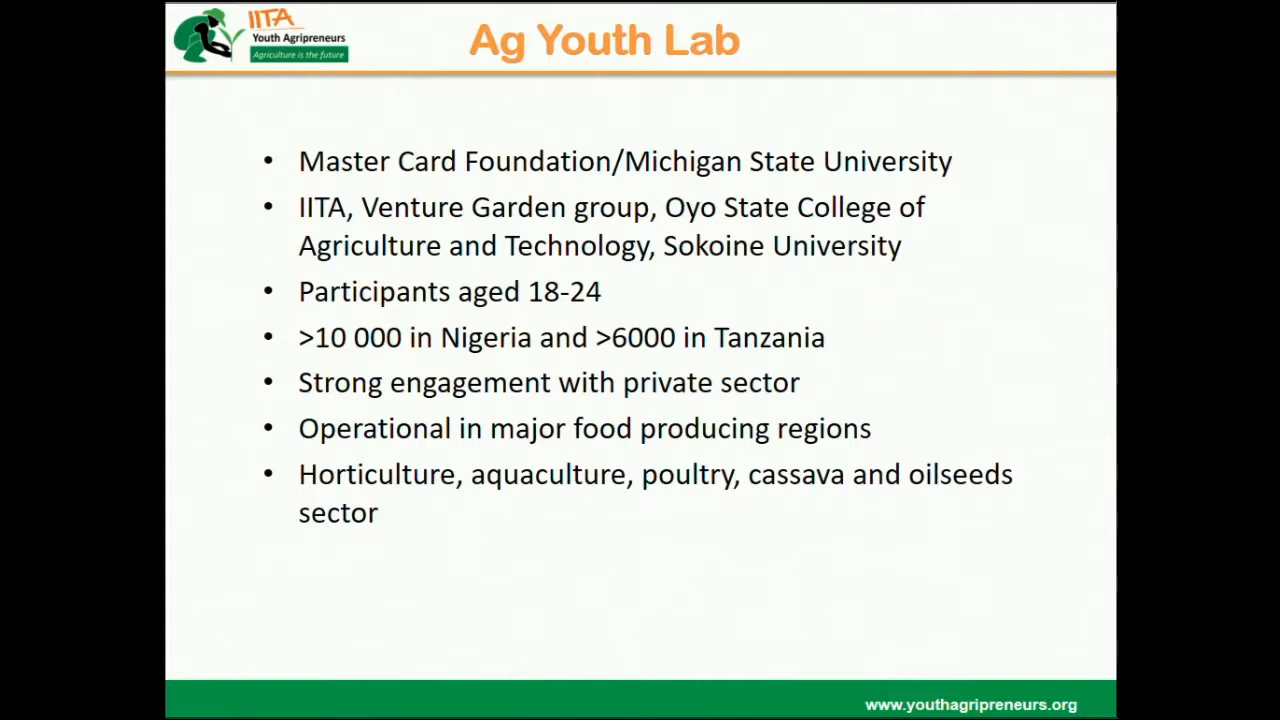 IITA
Youth Agripreneurs
Agriculture is the future
Ag Youth Lab
• Master Card Foundation/Michigan State University
• IITA, Venture Garden group, Oyo State College of
Agriculture and Technology, Sokoine University
• Participants aged 18-24
• >10 000 in Nigeria and >6000 in Tanzania
• Strong engagement with private sector
• Operational in major food producing regions
• Horticulture, aquaculture, poultry, cassava and oilseeds
sector
www.youthagripreneurs.org